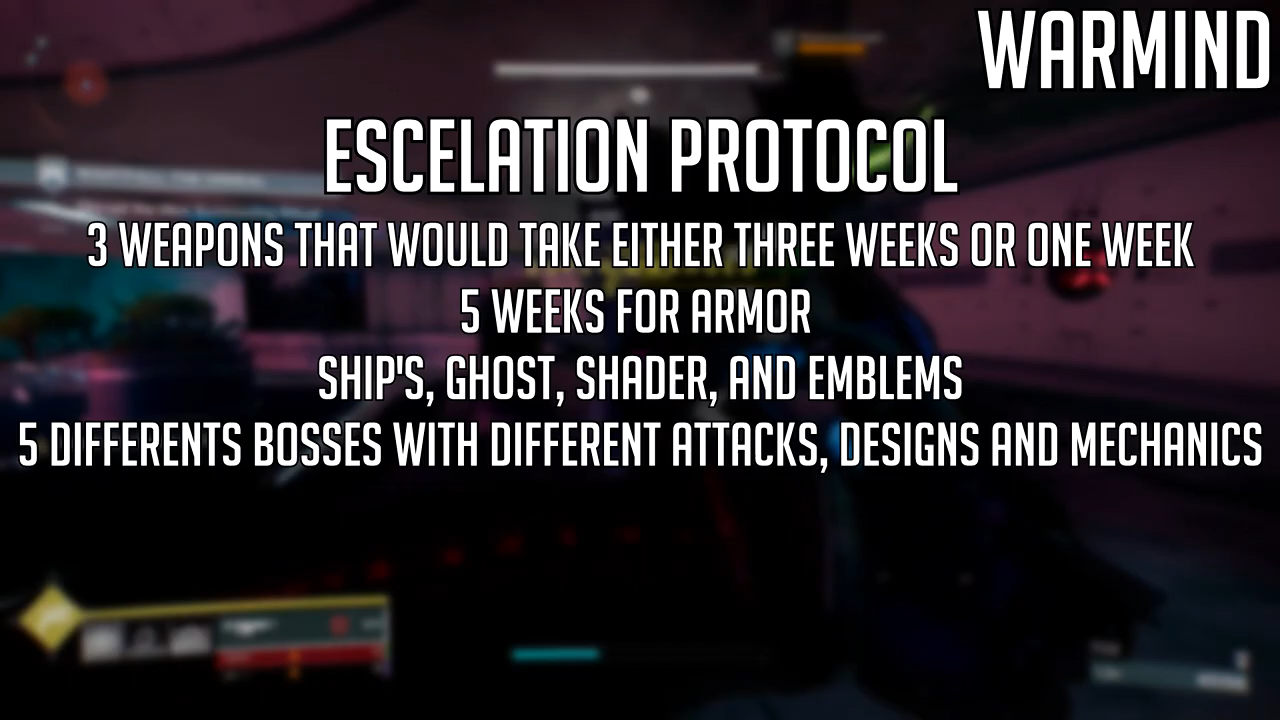 WARMIND
ESCELATION PROTOCOL
3 WEAPONS THAT WOULD TAKE EITHER THREE WEEKS OR ONE WEEK
5 WEEKS FOR ARMOR
SHIP'S, GHOST, SHADER, AND EMBLEMS
5 DIFFERENTS BOSSES WITH DIFFERENT ATTACKS, DESIGNS AND MECHANICS